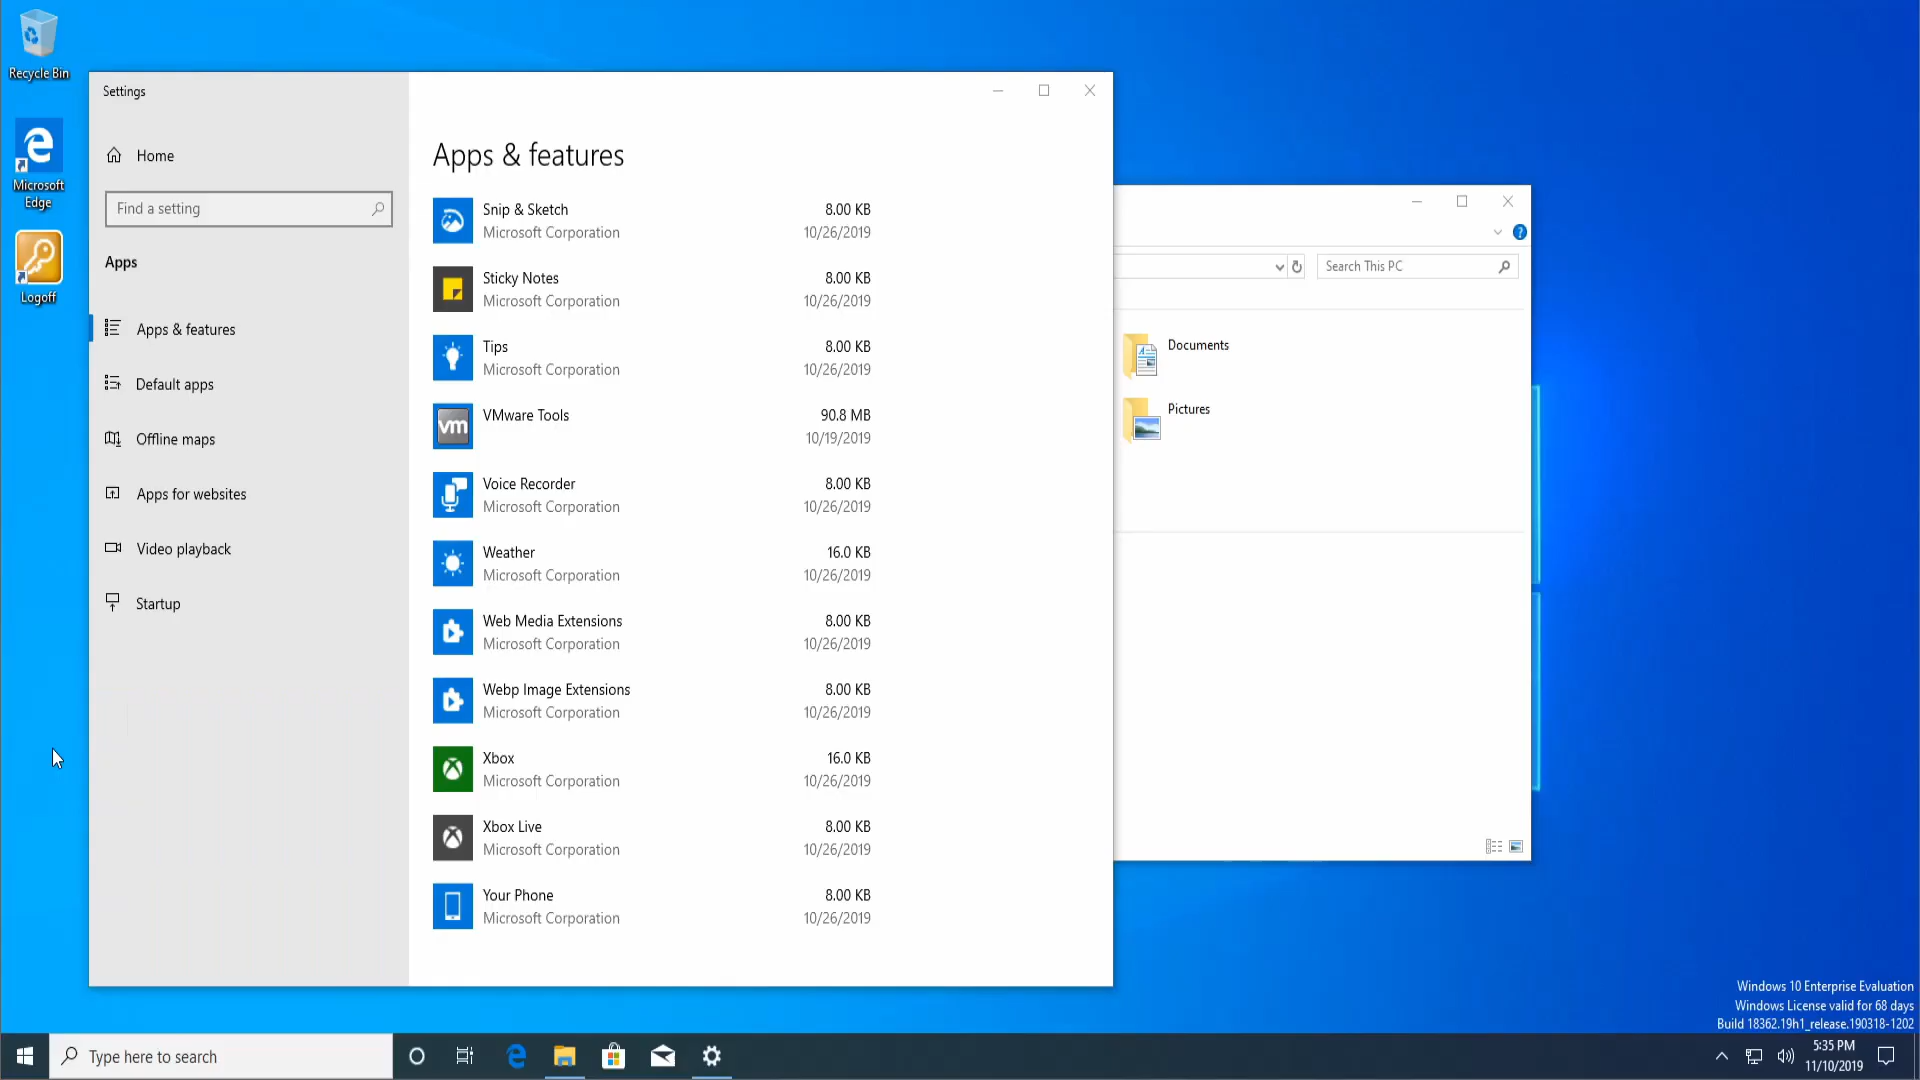 Recycle Bin
Microsoft
Edge
Logoff
Settings
Home
Find a setting
Apps
Apps & features
Default apps
Offline maps
Apps for websites
Video playback
Startup
Apps & features
Snip & Sketch 8.00 KB
Microsoft Corporation 10/26/2019
Sticky Notes 8.00 KB
Microsoft Corporation 10/26/2019
Tips 8.00 KB
Microsoft Corporation 10/26/2019
vm
VMware Tools 90.8 MB
10/19/2019
Voice Recorder 8.00 KB
Microsoft Corporation 10/26/2019
Weather 16.0 KB
Microsoft Corporation 10/26/2019
Web Media Extensions 8.00 KB
Microsoft Corporation 10/26/2019
Webp Image Extensions 8.00 KB
Microsoft Corporation 10/26/2019
Xbox 16.0 KB
Microsoft Corporation 10/26/2019
Xbox Live 8.00 KB
Microsoft Corporation 10/26/2019
Your Phone 8.00 KB
Microsoft Corporation 10/26/2019
?
Search This PC
Documents
Pictures
Windows 10 Enterprise Evaluation
Windows License valid for 68 days
Build 18362.19h1_release.190318-1202
Type here to search
5:35 PM
11/10/2019